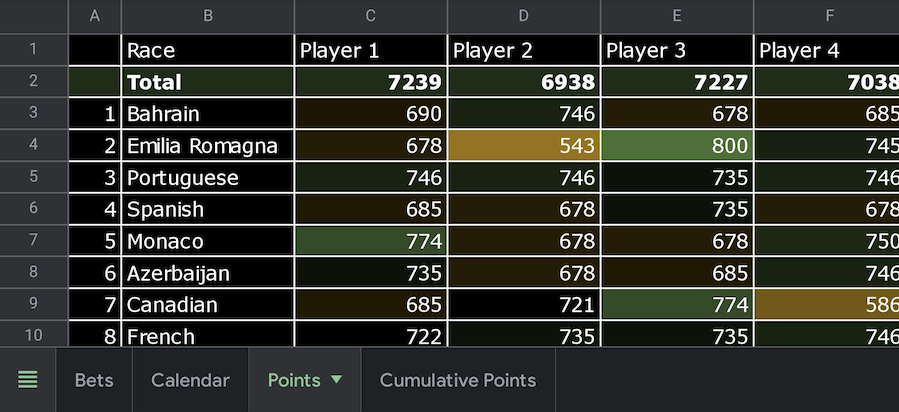 A B C D E F
1 Race Player 1 Player 2 Player 3 Player 4
2 Total 7239 6938 7227 7038
3 1 Bahrain 690 746 678 685
4 2 Emilia Romagna 678 543 800 745
5 3 Portuguese 746 746 735 746
6 4 Spanish 685 678 735 678
7 5 Monaco 774 678 678 750
8 6 Azerbaijan 735 678 685 746
9 7 Canadian 685 721 774 586
10 8 French 722 735 735 746
Bets Calendar Points Cumulative Points